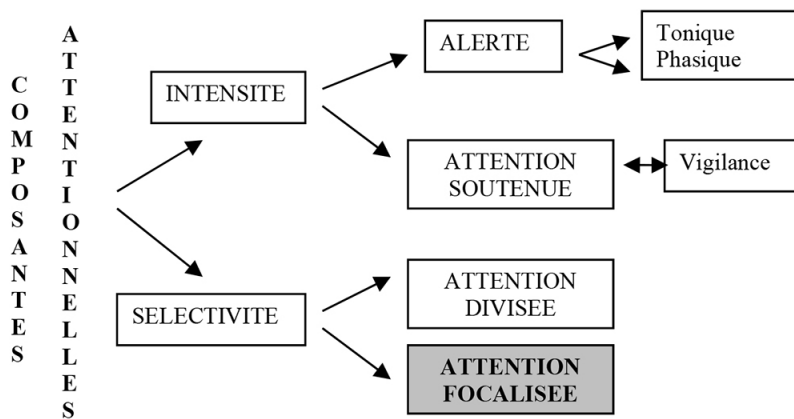 COMPOSANTES
ATTENTIONNELLES
INTENSITE
ALERTE
Tonique
Phasique
ATTENTION
SOUTENUE
Vigilance
SELECTIVITE
ATTENTION
DIVISEE
ATTENTION
FOCALISEE